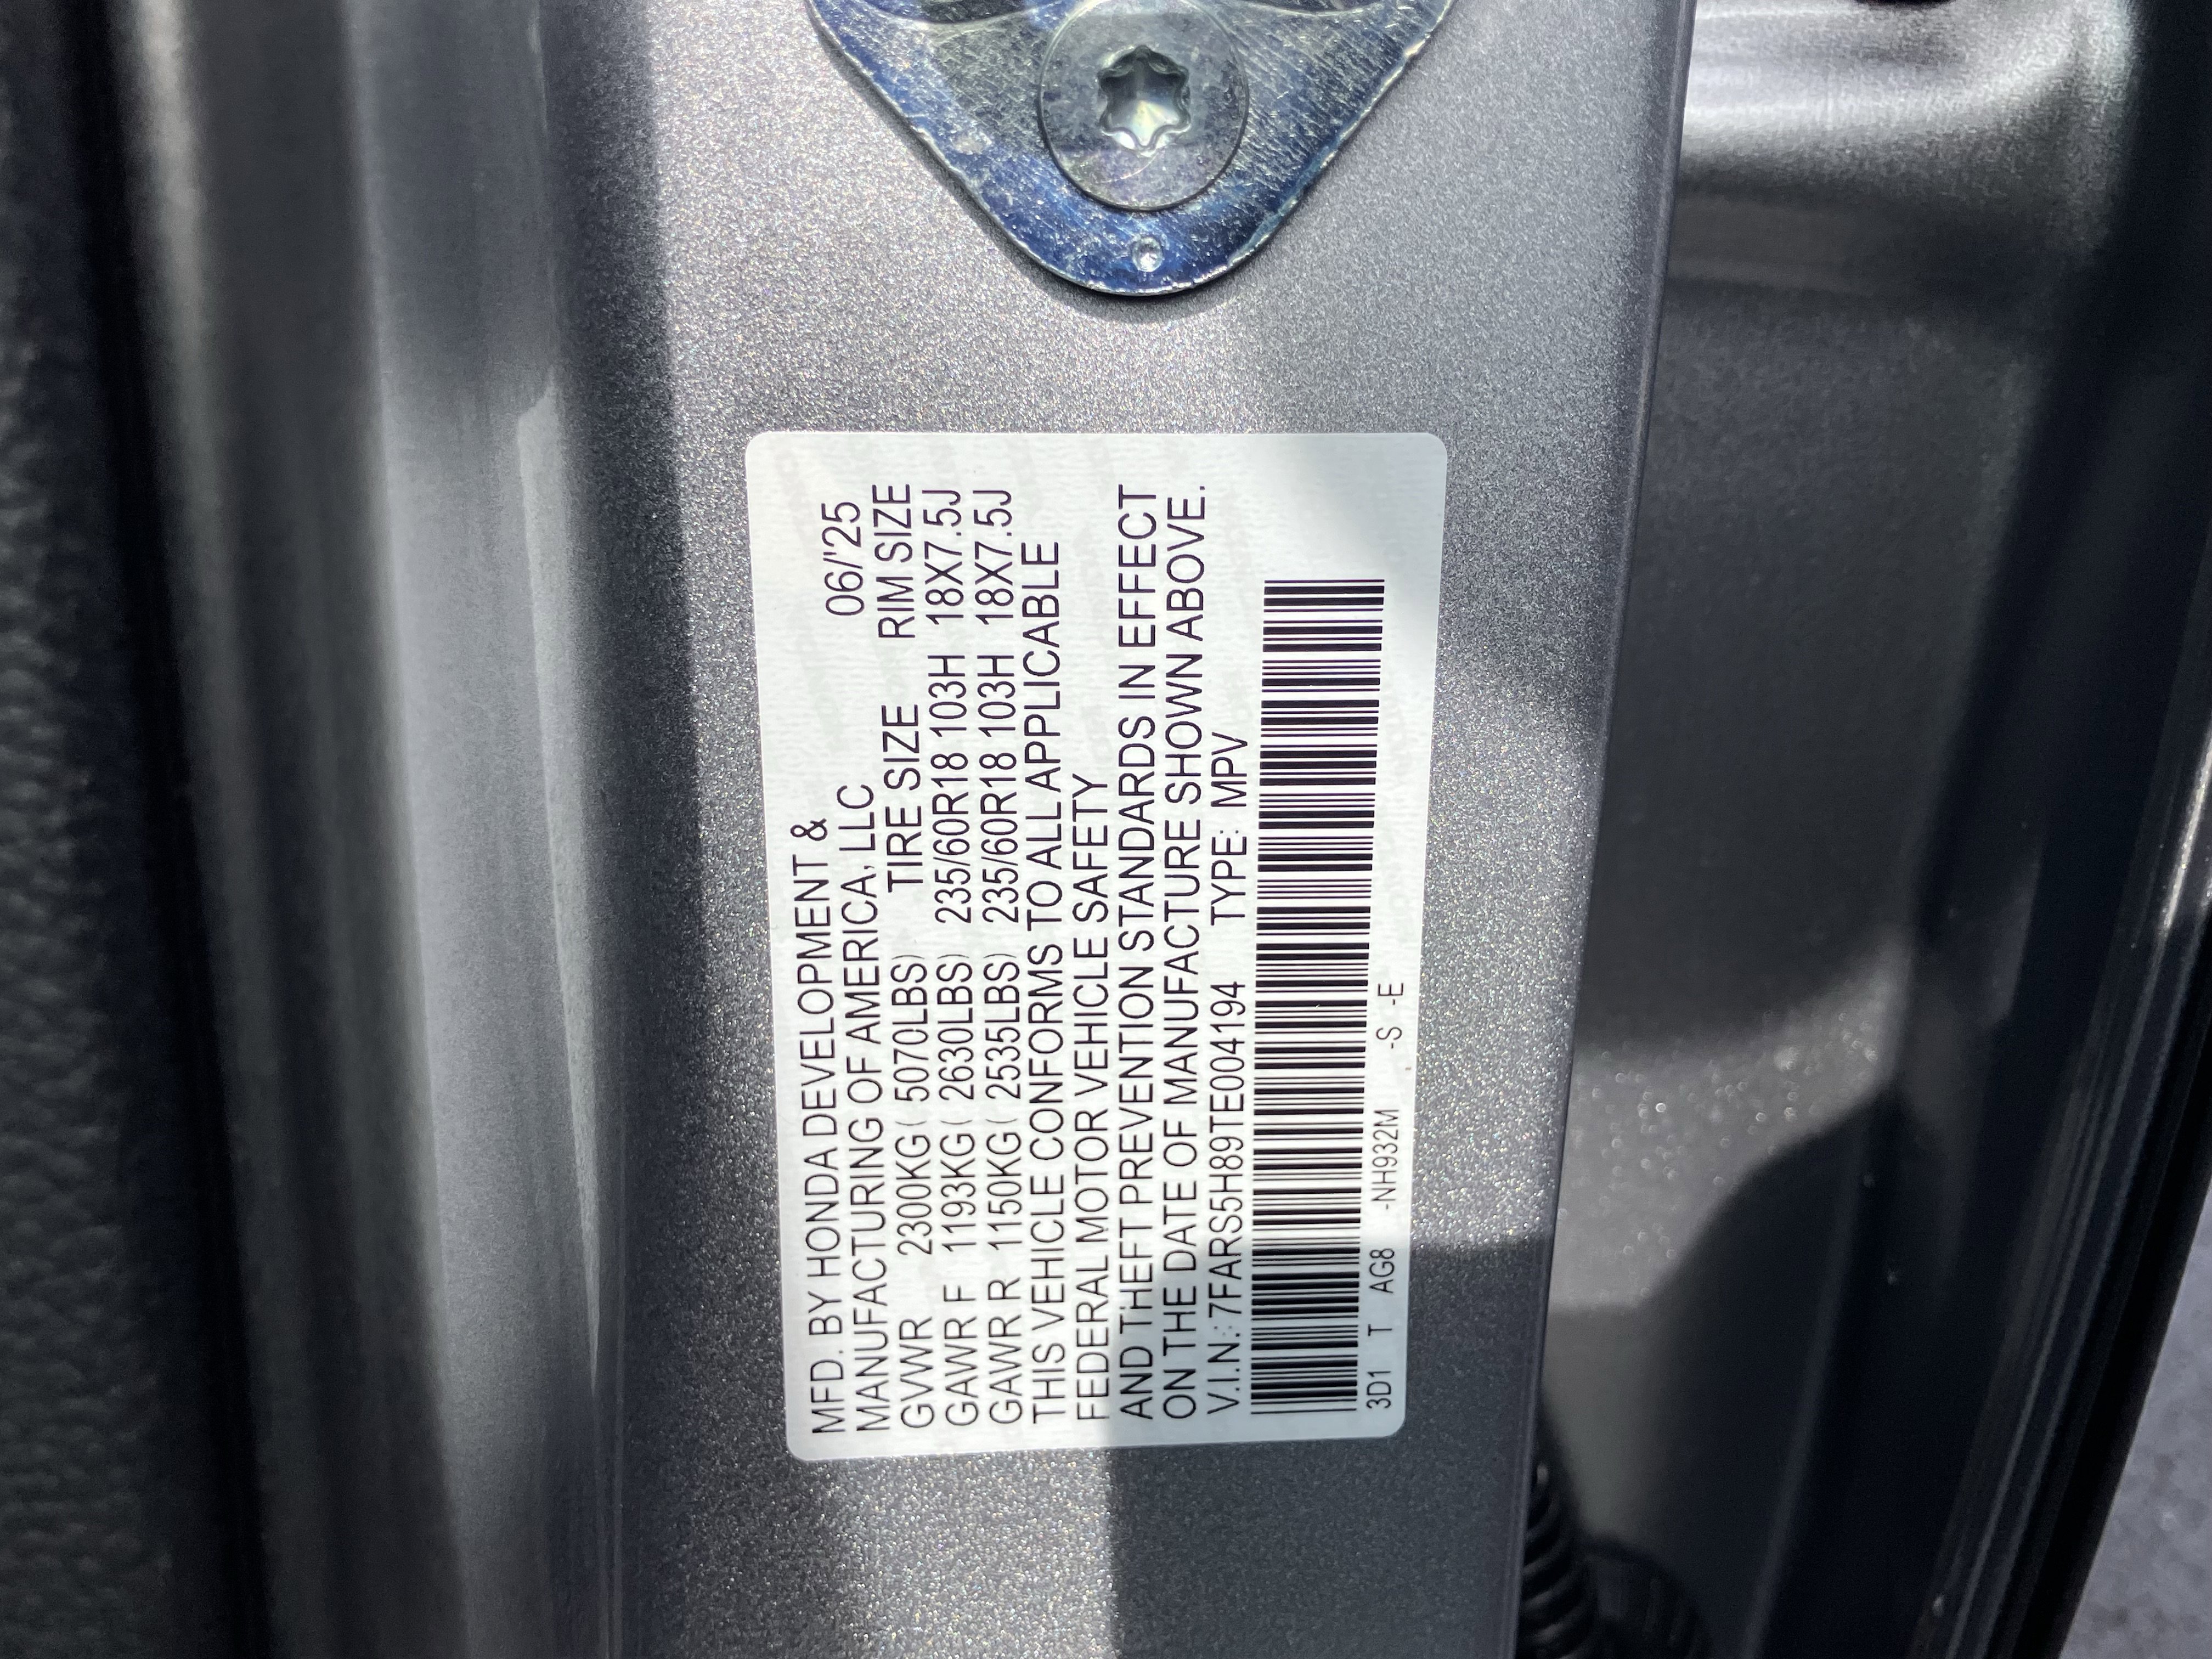 MFD. BY HONDA DEVELOPMENT &
MANUFACTURING OF AMERICA, LLC 06/'25
GVWR 2300KG( 5070LBS) TIRE SIZE RIM SIZE
GAWR F 1193KG( 2630LBS) 235/60R18 103H 18X7.5J
GAWR R 1150KG( 2535LBS) 235/60R18 103H 18X7.5J
THIS VEHICLE CONFORMS TO ALL APPLICABLE
FEDERAL MOTOR VEHICLE SAFETY
AND THEFT PREVENTION STANDARDS IN EFFECT
ON THE DATE OF MANUFACTURE SHOWN ABOVE.
V.I.N.: 7FARS5H89TE004194 TYPE: MPV
3D1 T AG8 -NH932M -S -E